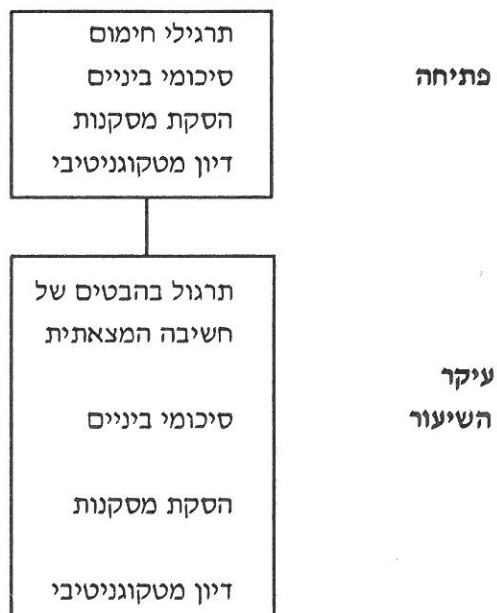 תרגילי חימום
פתיחה
סיכומי ביניים
הסקת מסקנות
דיון מטקוגניטיבי
תרגול בהבטים של
חשיבה המצאתית
עיקר
השיעור
סיכומי ביניים
הסקת מסקנות
דיון מטקוגניטיבי